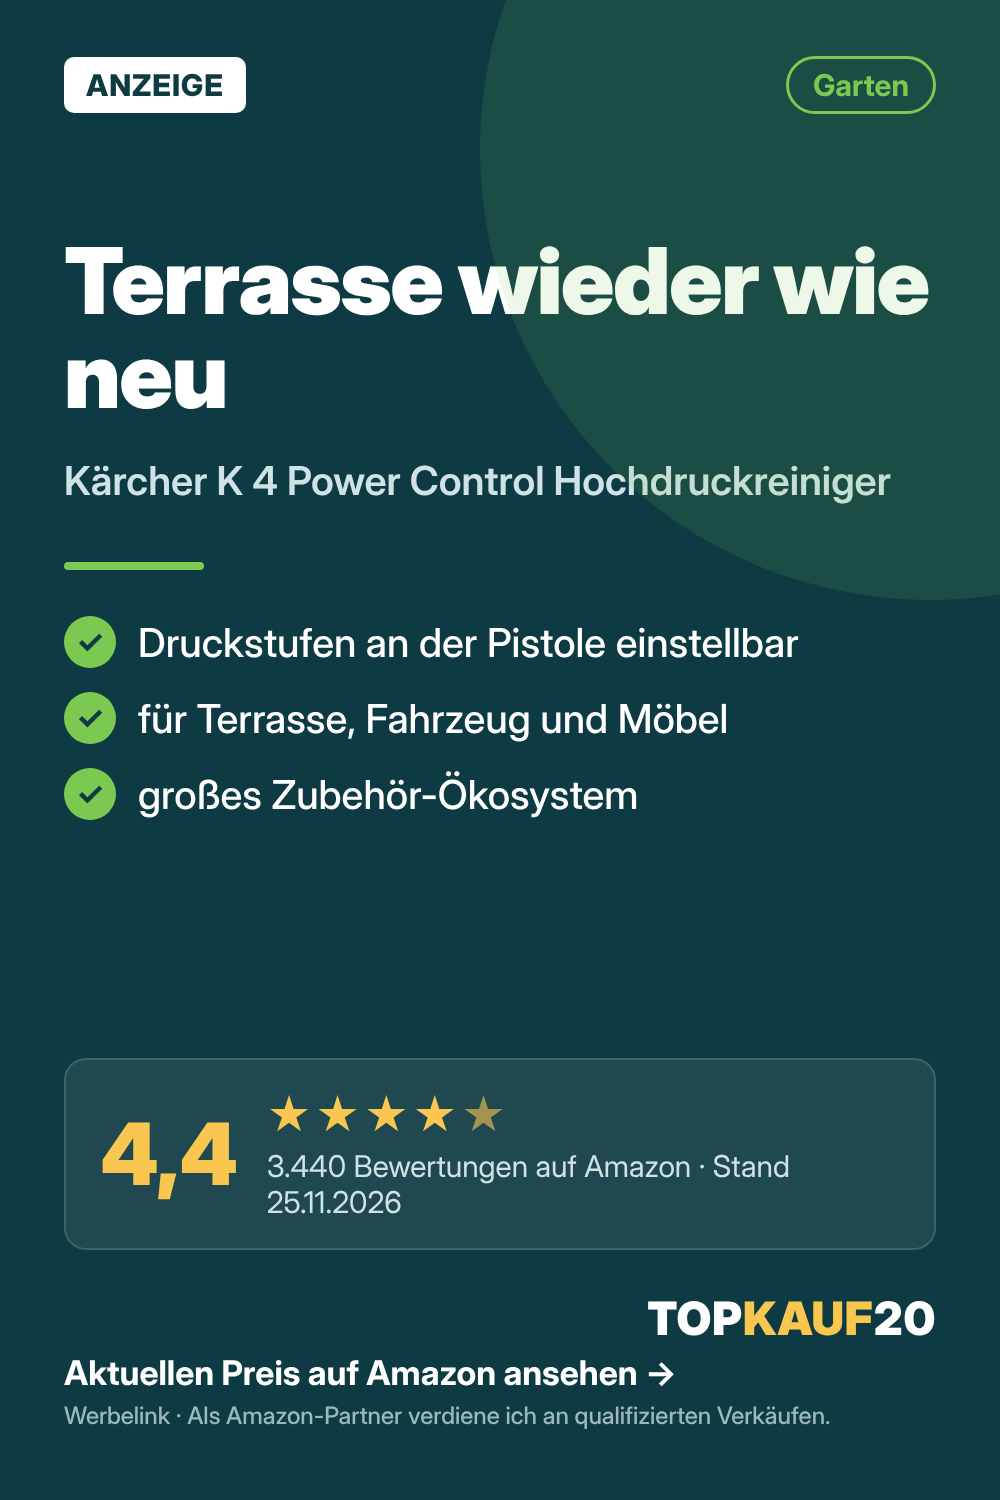 ANZEIGE
Garten
Terrasse wieder wie
neu
Kärcher K 4 Power Control Hochdruckreiniger
Druckstufen an der Pistole einstellbar
für Terrasse, Fahrzeug und Möbel
großes Zubehör-Ökosystem
4,4
3.440 Bewertungen auf Amazon · Stand
25.11.2026
TOPKAUF20
Aktuellen Preis auf Amazon ansehen →
Werbelink · Als Amazon-Partner verdiene ich an qualifizierten Verkäufen.